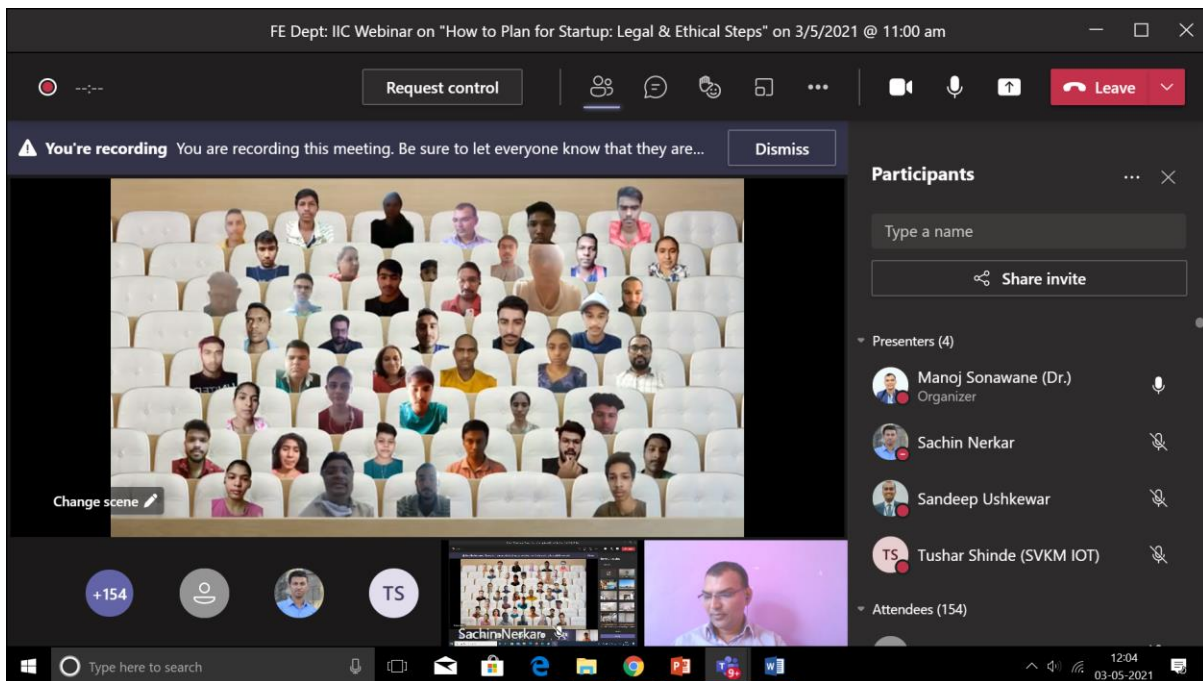 FE Dept: IIC Webinar on "How to Plan for Startup: Legal & Ethical Steps" on 3/5/2021 @ 11:00 am
--:--
Request control
Leave
You're recording You are recording this meeting. Be sure to let everyone know that they are...
Dismiss
Participants
Type a name
Share invite
Presenters (4)
Manoj Sonawane (Dr.)
Organizer
Sachin Nerkar
Sandeep Ushkewar
TS
Tushar Shinde (SVKM IOT)
Attendees (154)
Change scene
+154
TS
Sachin Nerkar
Type here to search
9+
12:04
03-05-2021